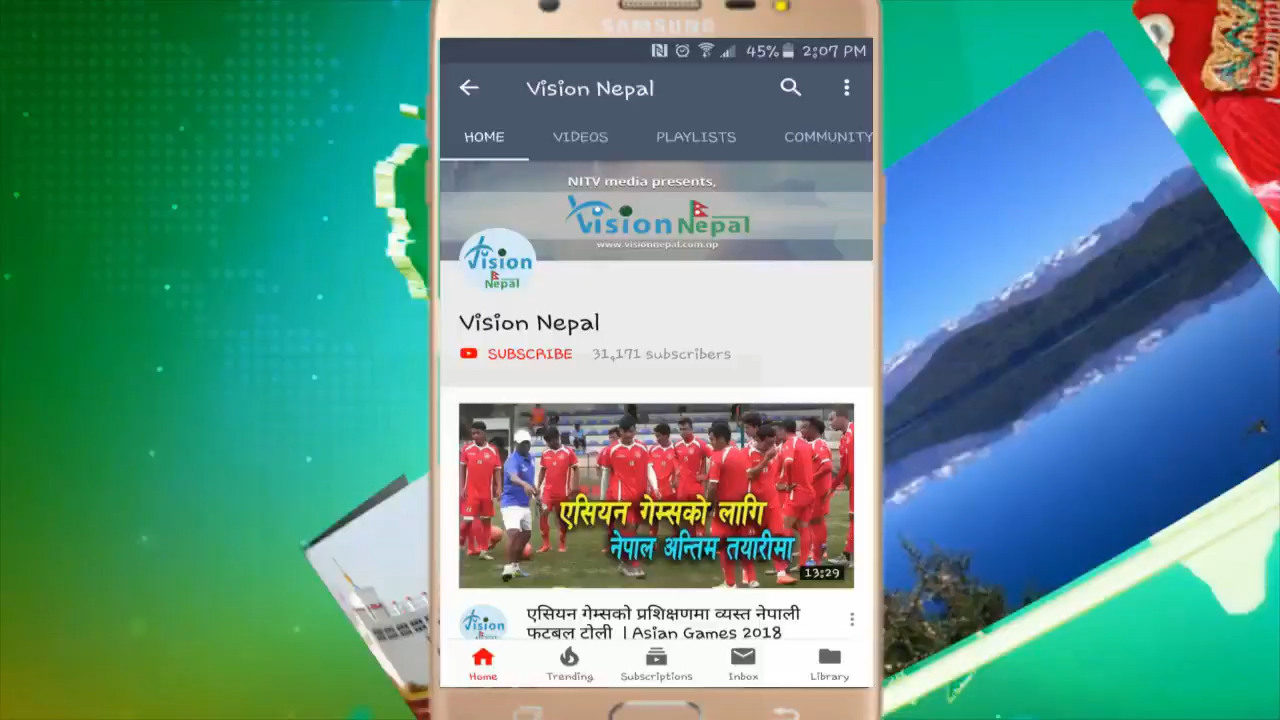 SAMSUNG
45% 2:07 PM
Vision Nepal
HOME VIDEOS PLAYLISTS COMMUNITY
NITV media presents,
Vision Nepal
www.visionnepal.com.np
Vision
Nepal
Vision Nepal
SUBSCRIBE 31,171 subscribers
एसियन गेम्सको लागि
नेपाल अन्तिम तयारीमा
13:29
Vision
एसियन गेम्सको प्रशिक्षणमा व्यस्त नेपाली
फुटबल टोली | Asian Games 2018
Home Trending Subscriptions Inbox Library